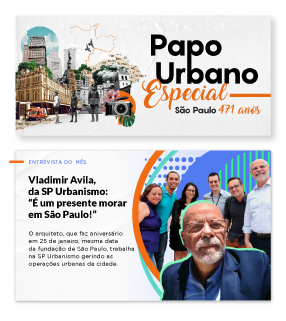 Papo
Urbano
Especial
São Paulo 471 anos
ENTREVISTA DO MÊS
Vladimir Avila,
da SP Urbanismo:
“É um presente morar
em São Paulo!”
O arquiteto, que faz aniversário
em 25 de janeiro, mesma data
da fundação de São Paulo, trabalha
na SP Urbanismo gerindo as
operações urbanas da cidade.